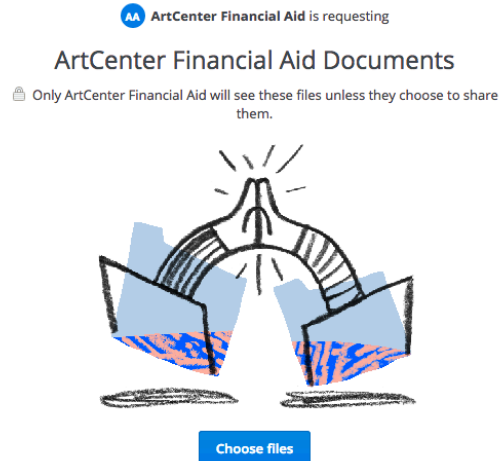 AA ArtCenter Financial Aid is requesting
ArtCenter Financial Aid Documents
Only ArtCenter Financial Aid will see these files unless they choose to share
them.
Choose files